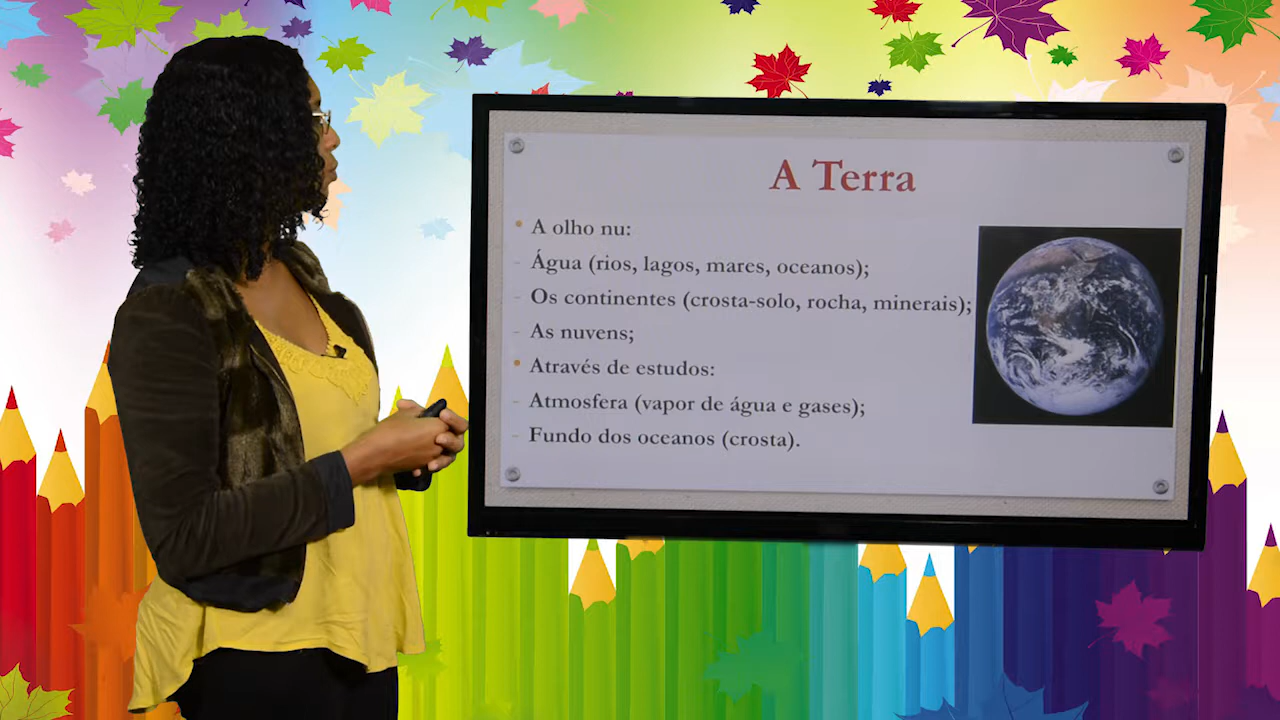 A Terra
• A olho nu:
- Água (rios, lagos, mares, oceanos);
- Os continentes (crosta-solo, rocha, minerais);
- As nuvens;
• Através de estudos:
- Atmosfera (vapor de água e gases);
- Fundo dos oceanos (crosta).